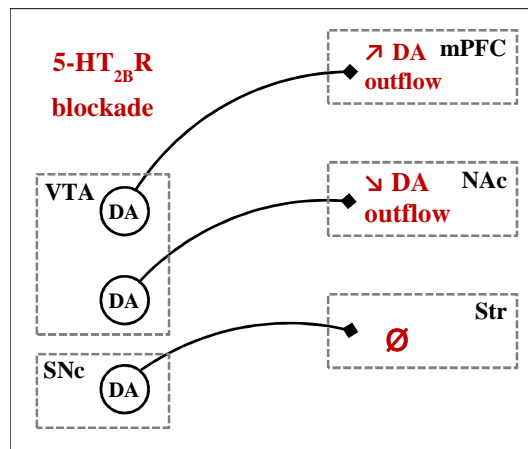 5-HT2BR
blockade
↗ DA mPFC
outflow
VTA
DA
↘ DA NAc
outflow
DA
Str
Ø
SNc
DA